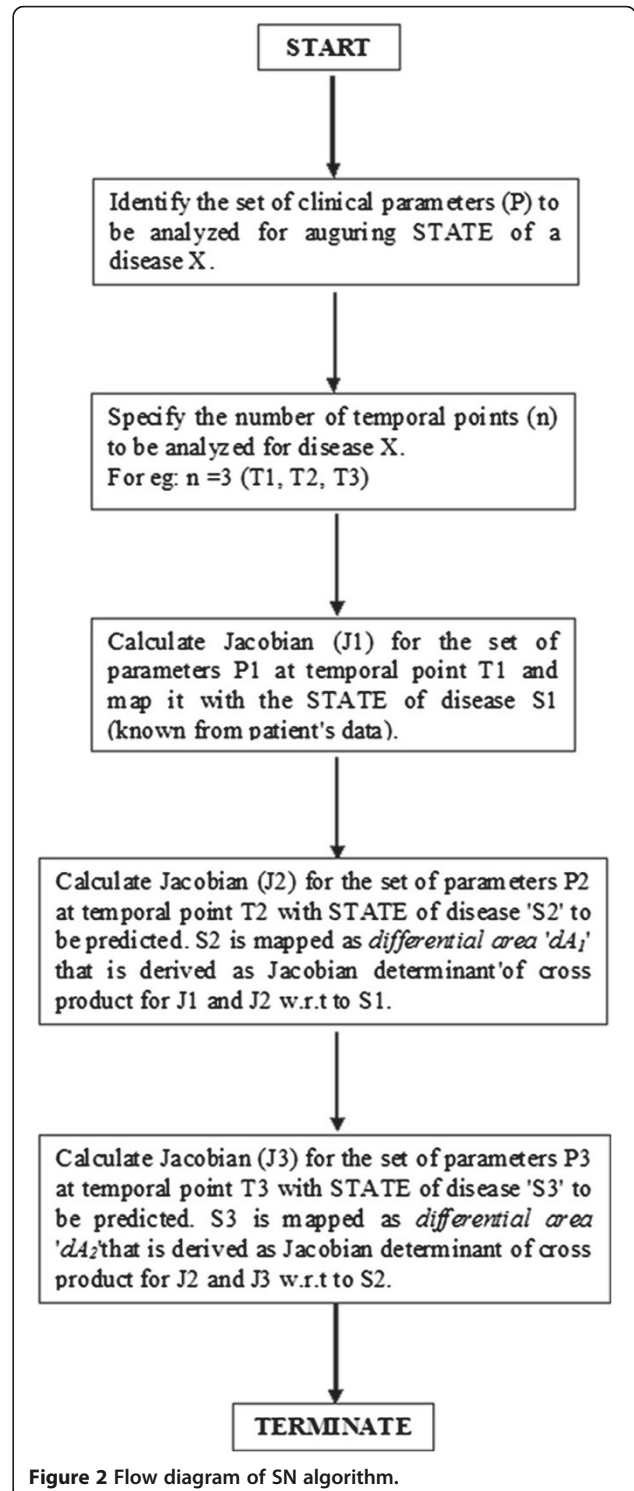 START
Identify the set of clinical parameters (P) to
be analyzed for auguring STATE of a
disease X.
Specify the number of temporal points (n)
to be analyzed for disease X.
For eg: n =3 (T1, T2, T3)
Calculate Jacobian (J1) for the set of
parameters P1 at temporal point T1 and
map it with the STATE of disease S1
(known from patient's data).
Calculate Jacobian (J2) for the set of parameters P2
at temporal point T2 with STATE of disease 'S2' to
be predicted. S2 is mapped as differential area 'dA₁'
that is derived as Jacobian determinant'of cross
product for J1 and J2 w.r.t to S1.
Calculate Jacobian (J3) for the set of parameters P3
at temporal point T3 with STATE of disease 'S3' to
be predicted. S3 is mapped as differential area
'dA₂'that is derived as Jacobian determinant of cross
product for J2 and J3 w.r.t to S2.
TERMINATE
Figure 2 Flow diagram of SN algorithm.